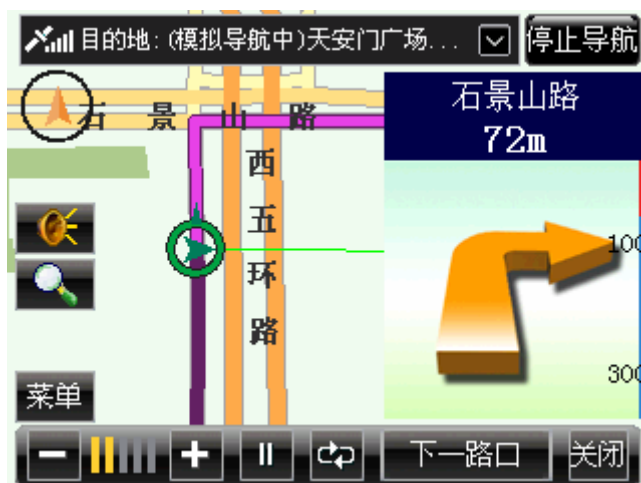 目的地: (模拟导航中)天安门广场...
停止导航
石景山路
石景山路
72m
西五环路
100
300
菜单
下一路口
关闭